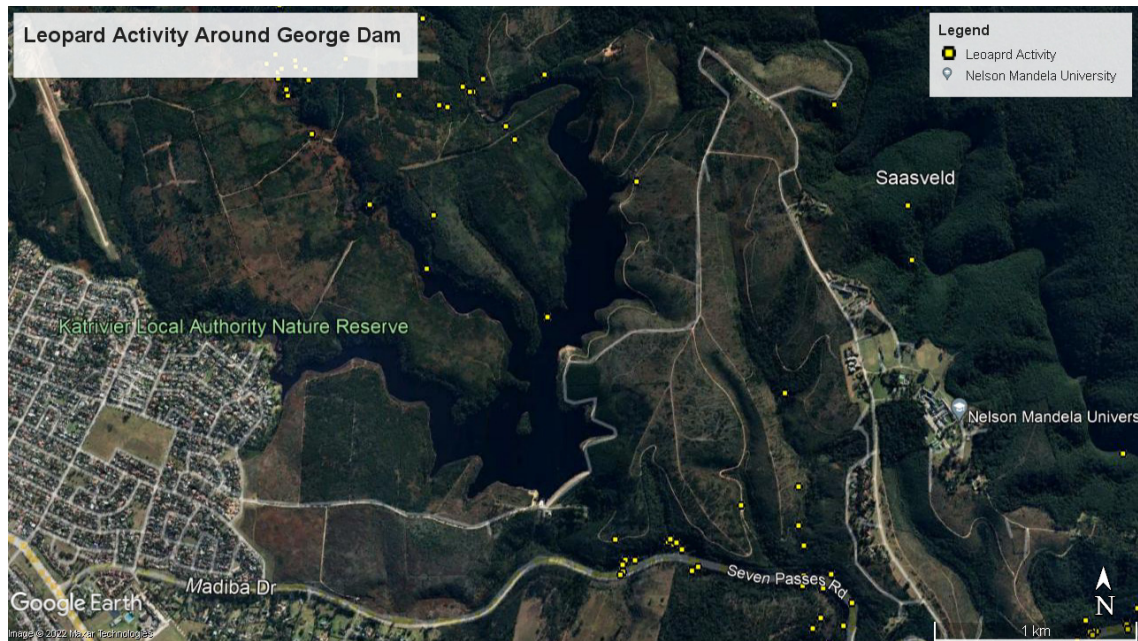 Leopard Activity Around George Dam
Legend
Leoaprd Activity
Nelson Mandela University
Saasveld
Katrivier Local Authority Nature Reserve
Nelson Mandela Univers
Seven Passes Rd
Madiba Dr
Google Earth
Image © 2022 Maxar Technologies
N
1 km